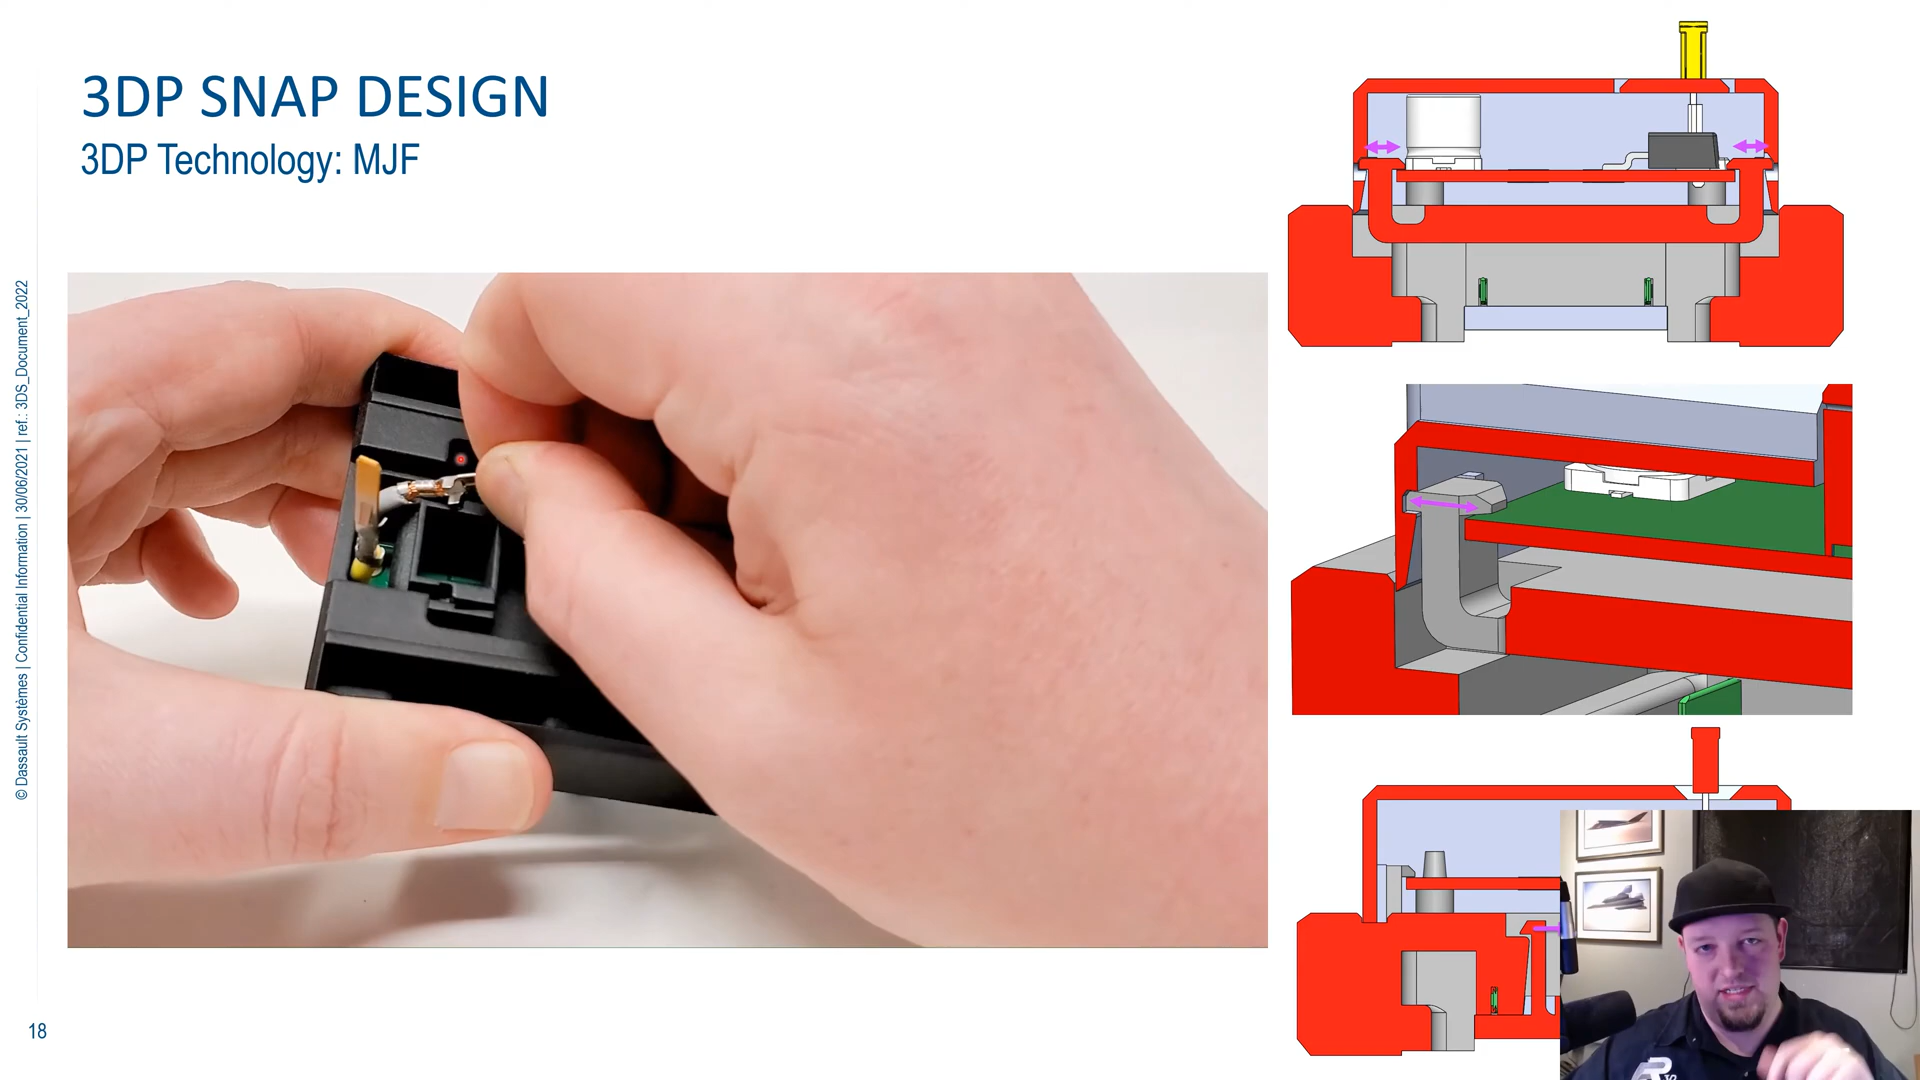 3DP SNAP DESIGN
3DP Technology: MJF
© Dassault Systèmes | Confidential Information | 30/06/2021 | ref.: 3DS_Document_2022
18